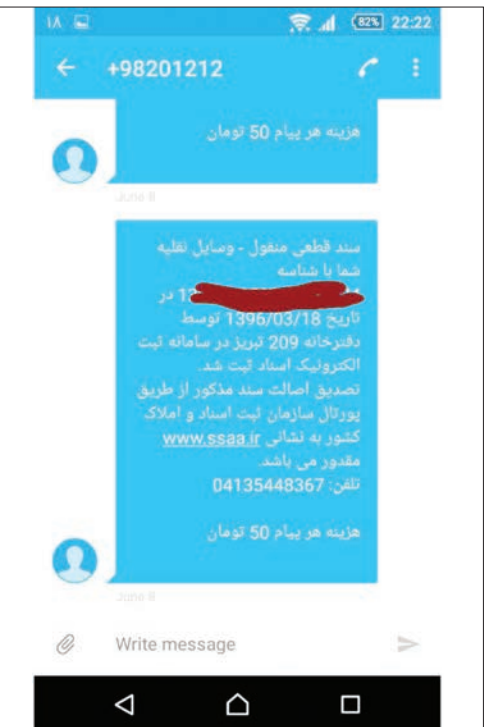 ۱۸ 82% 22:22
+98201212
هزینه هر پیام 50 تومان
June 8
سند قطعی منقول - وسایل نقلیه
شما با شناسه
در
تاریخ 1396/03/18 توسط
دفترخانه 209 تبریز در سامانه ثبت
الکترونیک اسناد ثبت شد.
تصدیق اصالت سند مذکور از طریق
پورتال سازمان ثبت اسناد و املاک
کشور به نشانی www.ssaa.ir
مقدور می باشد.
تلفن: 04135448367
هزینه هر پیام 50 تومان
June 8
Write message